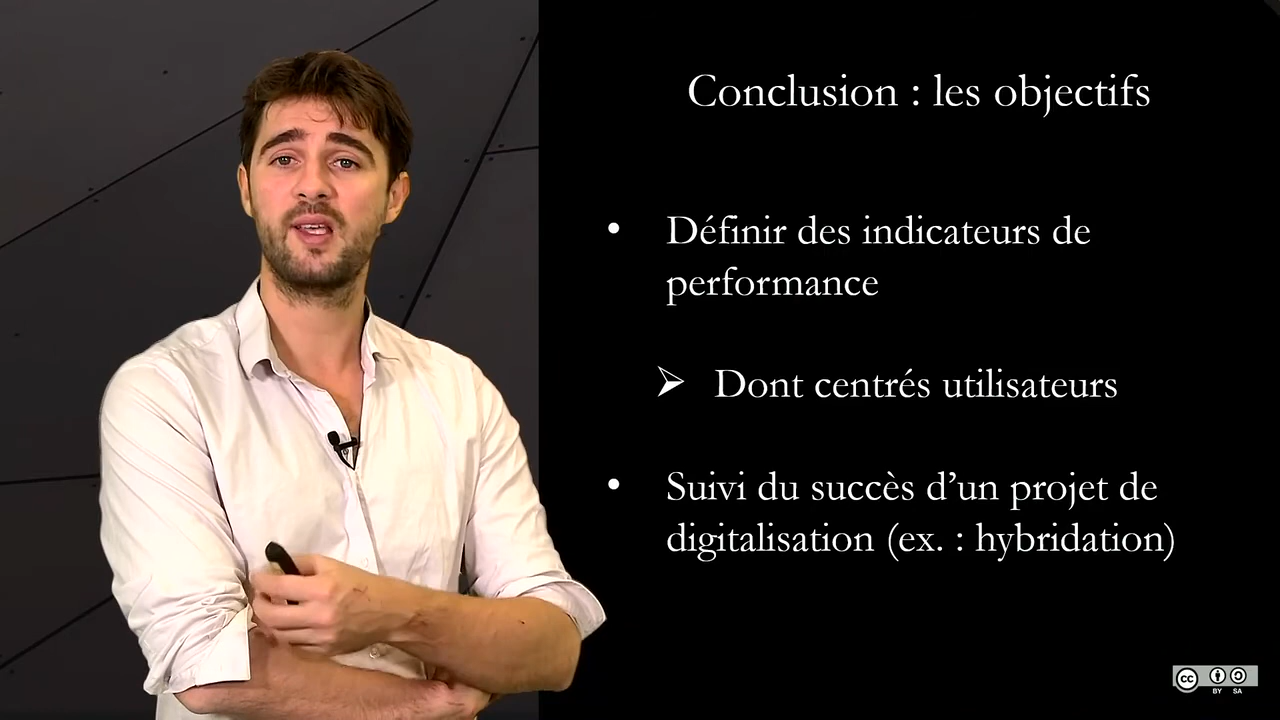 Conclusion : les objectifs
• Définir des indicateurs de
performance
➢ Dont centrés utilisateurs
• Suivi du succès d’un projet de
digitalisation (ex. : hybridation)
cc
BY SA